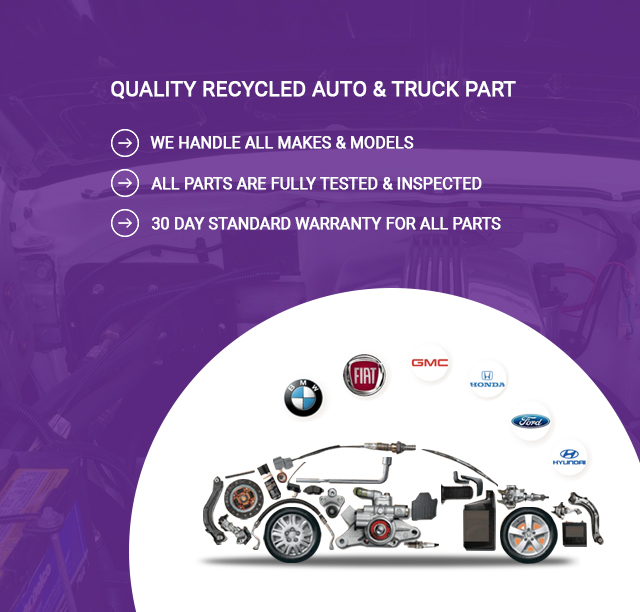 QUALITY RECYCLED AUTO & TRUCK PART
WE HANDLE ALL MAKES & MODELS
ALL PARTS ARE FULLY TESTED & INSPECTED
30 DAY STANDARD WARRANTY FOR ALL PARTS
GMC
FIAT
HONDA
BMW
Ford
HYUNDAI